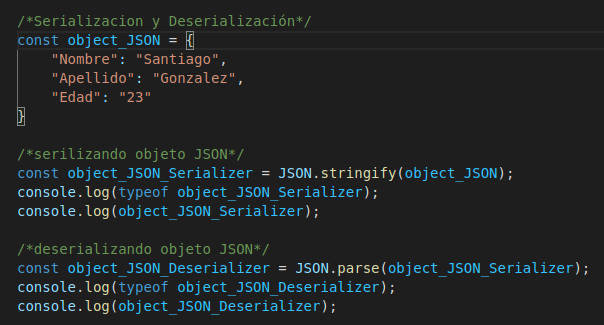 /*Serializacion y Deserialización*/
const object_JSON = {
    "Nombre": "Santiago",
    "Apellido": "Gonzalez",
    "Edad": "23"
}
/*serilizando objeto JSON*/
const object_JSON_Serializer = JSON.stringify(object_JSON);
console.log(typeof object_JSON_Serializer);
console.log(object_JSON_Serializer);
/*deserializando objeto JSON*/
const object_JSON_Deserializer = JSON.parse(object_JSON_Serializer);
console.log(typeof object_JSON_Deserializer);
console.log(object_JSON_Deserializer);